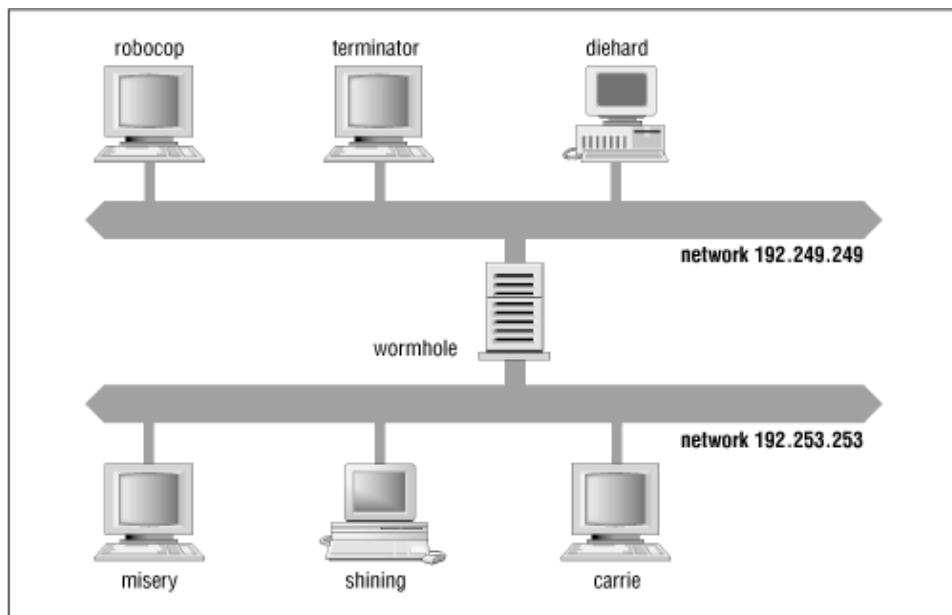 robocop
terminator
diehard
network 192.249.249
wormhole
network 192.253.253
misery
shining
carrie